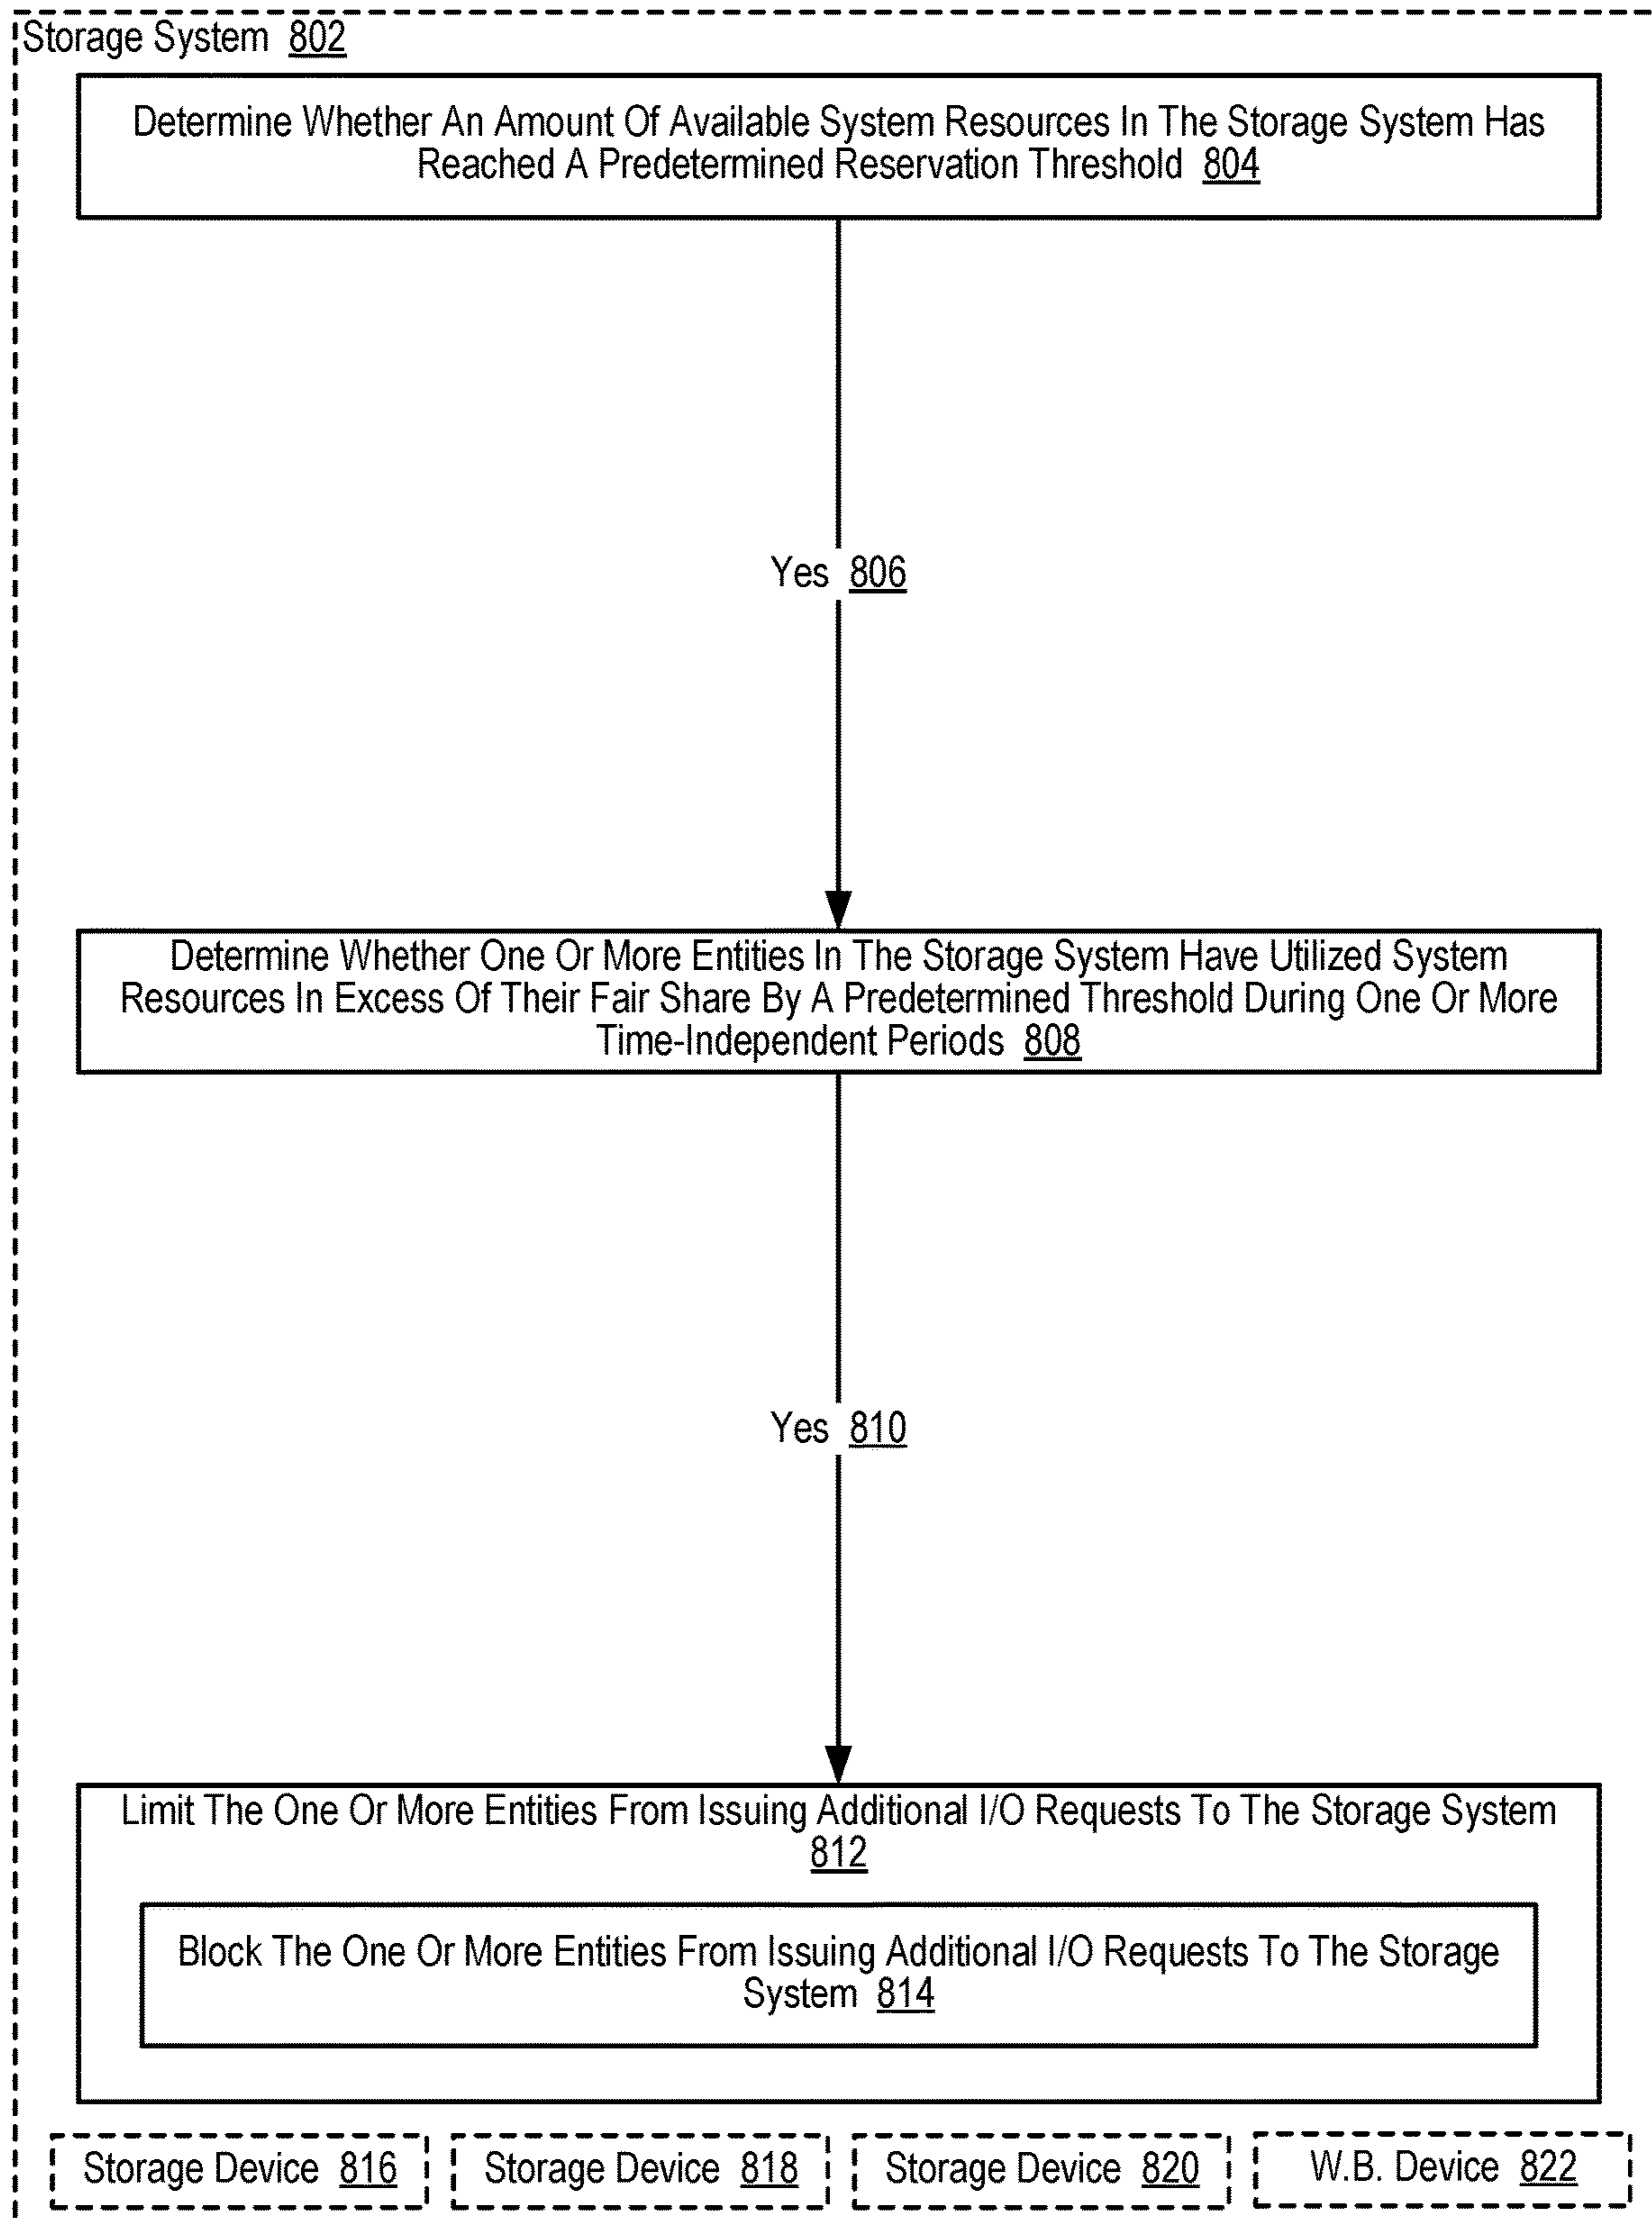 Storage System 802
Determine Whether An Amount Of Available System Resources In The Storage System Has
Reached A Predetermined Reservation Threshold 804
Yes 806
Determine Whether One Or More Entities In The Storage System Have Utilized System
Resources In Excess Of Their Fair Share By A Predetermined Threshold During One Or More
Time-Independent Periods 808
Yes 810
Limit The One Or More Entities From Issuing Additional I/O Requests To The Storage System
812
Block The One Or More Entities From Issuing Additional I/O Requests To The Storage
System 814
Storage Device 816
Storage Device 818
Storage Device 820
W.B. Device 822